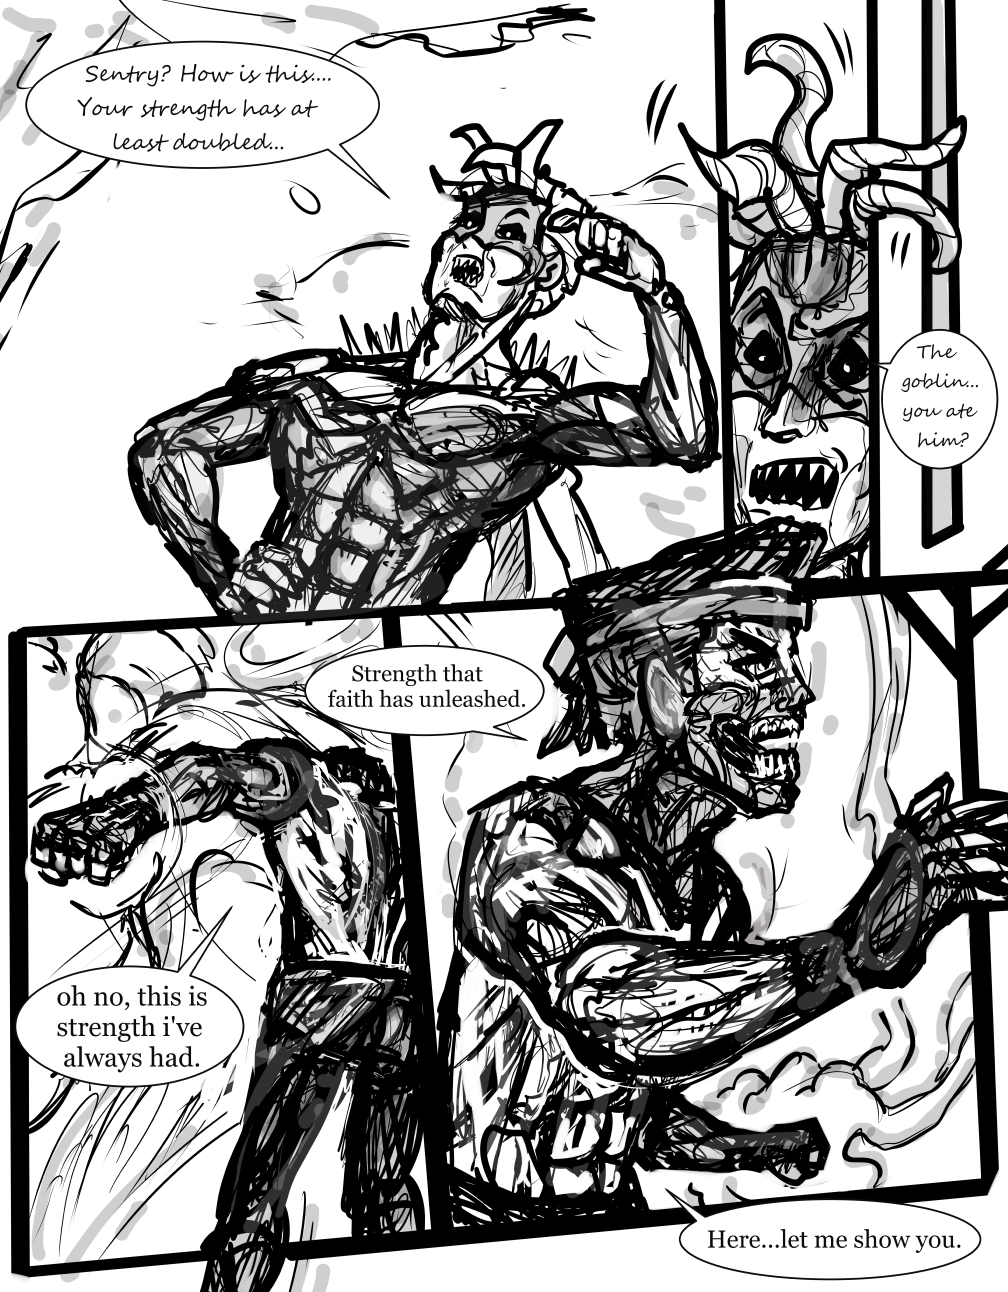 Sentry? How is this....
Your strength has at
least doubled...
The
goblin...
you ate
him?
oh no, this is
strength i've
always had.
Strength that
faith has unleashed.
Here...let me show you.